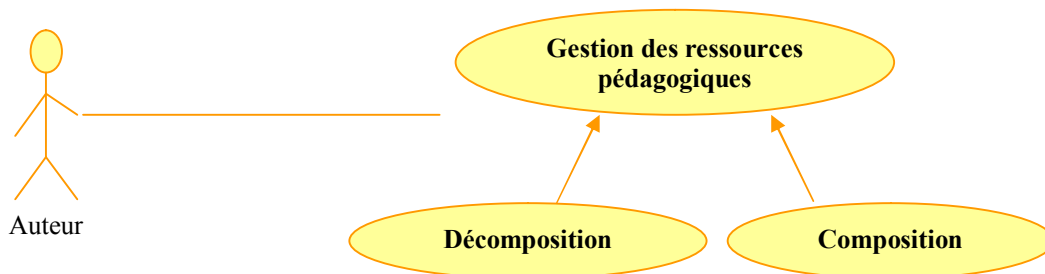 Gestion des ressources
pédagogiques
Auteur
Décomposition
Composition